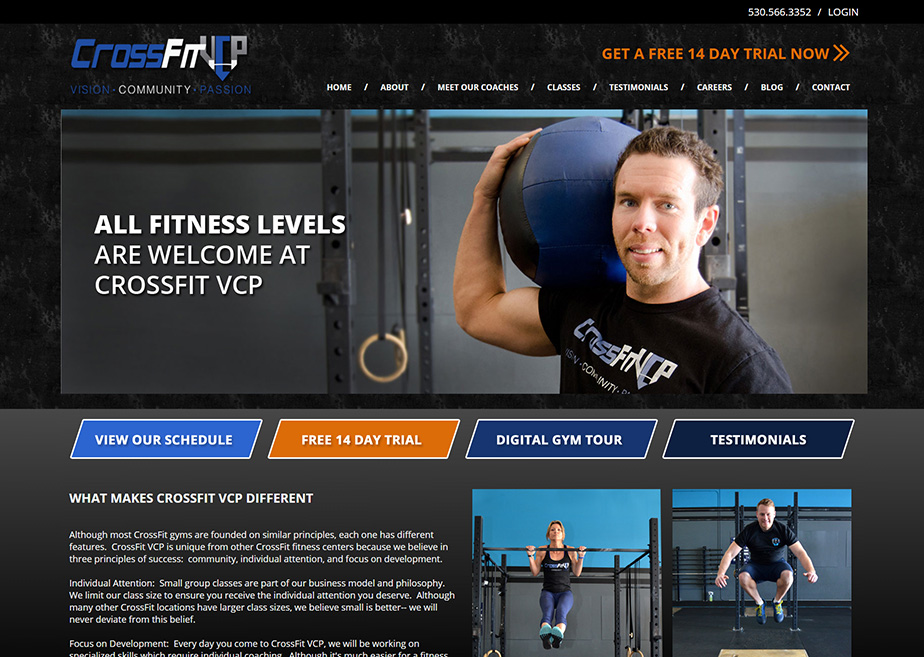 530.566.3352 / LOGIN
CROSSFIT VCP
VISION · COMMUNITY · PASSION
GET A FREE 14 DAY TRIAL NOW
HOME / ABOUT / MEET OUR COACHES / CLASSES / TESTIMONIALS / CAREERS / BLOG / CONTACT
ALL FITNESS LEVELS
ARE WELCOME AT
CROSSFIT VCP
CROSSFIT VCP
VISION · COMMUNITY ·
VIEW OUR SCHEDULE
FREE 14 DAY TRIAL
DIGITAL GYM TOUR
TESTIMONIALS
WHAT MAKES CROSSFIT VCP DIFFERENT
Although most CrossFit gyms are founded on similar principles, each one has different
features.  CrossFit VCP is unique from other CrossFit fitness centers because we believe in
three principles of success:  community, individual attention, and focus on development.
Individual Attention:  Small group classes are part of our business model and philosophy.
We limit our class size to ensure you receive the individual attention you deserve.  Although
many other CrossFit locations have larger class sizes, we believe small is better-- we will
never deviate from this belief.
Focus on Development:  Every day you come to CrossFit VCP, we will be working on
specialized skills which require individual coaching.  Although it's much easier for a fitness